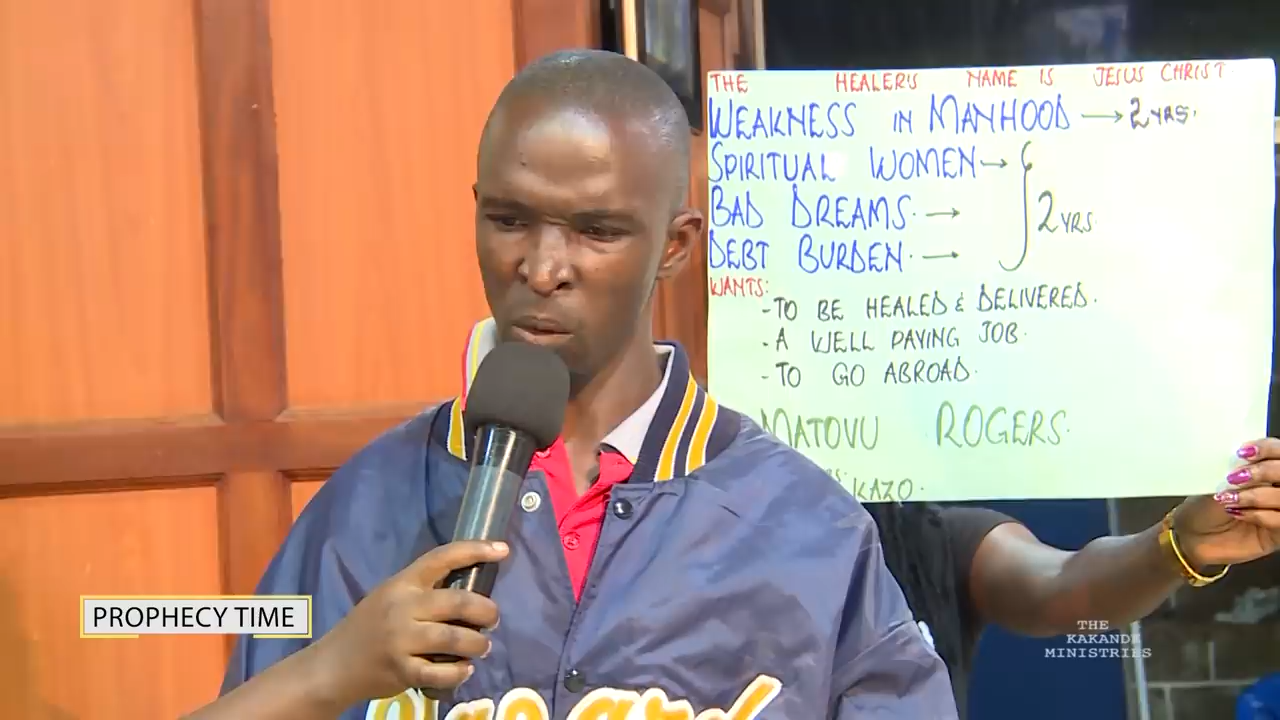 THE HEALER'S NAME IS JESUS CHRIST.
WEAKNESS IN MANHOOD → 2 YRS.
SPIRITUAL WOMEN →
BAD DREAMS. → 2 YRS.
DEBT BURDEN. →
WANTS:
-TO BE HEALED & DELIVERED.
-A WELL PAYING JOB.
-TO GO ABROAD.
MATOVU ROGERS.
KAZO.
PROPHECY TIME
THE
KAKANDE
MINISTRIES